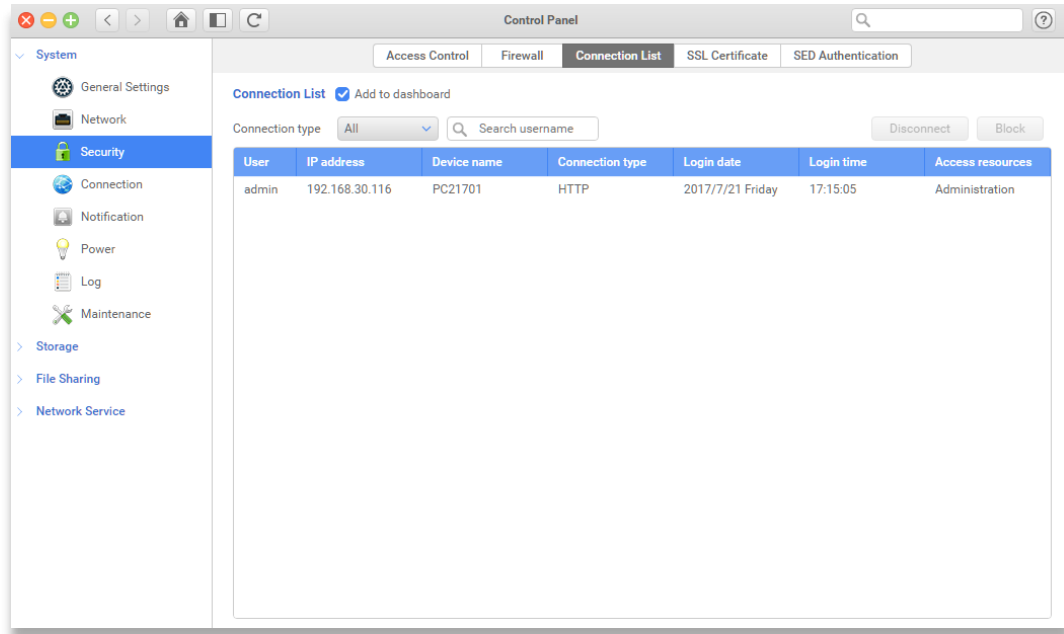 Control Panel
System
General Settings
Network
Security
Connection
Notification
Power
Log
Maintenance
Storage
File Sharing
Network Service
Access Control Firewall Connection List SSL Certificate SED Authentication
Connection List Add to dashboard
Connection type All Search username Disconnect Block
User IP address Device name Connection type Login date Login time Access resources
admin 192.168.30.116 PC21701 HTTP 2017/7/21 Friday 17:15:05 Administration